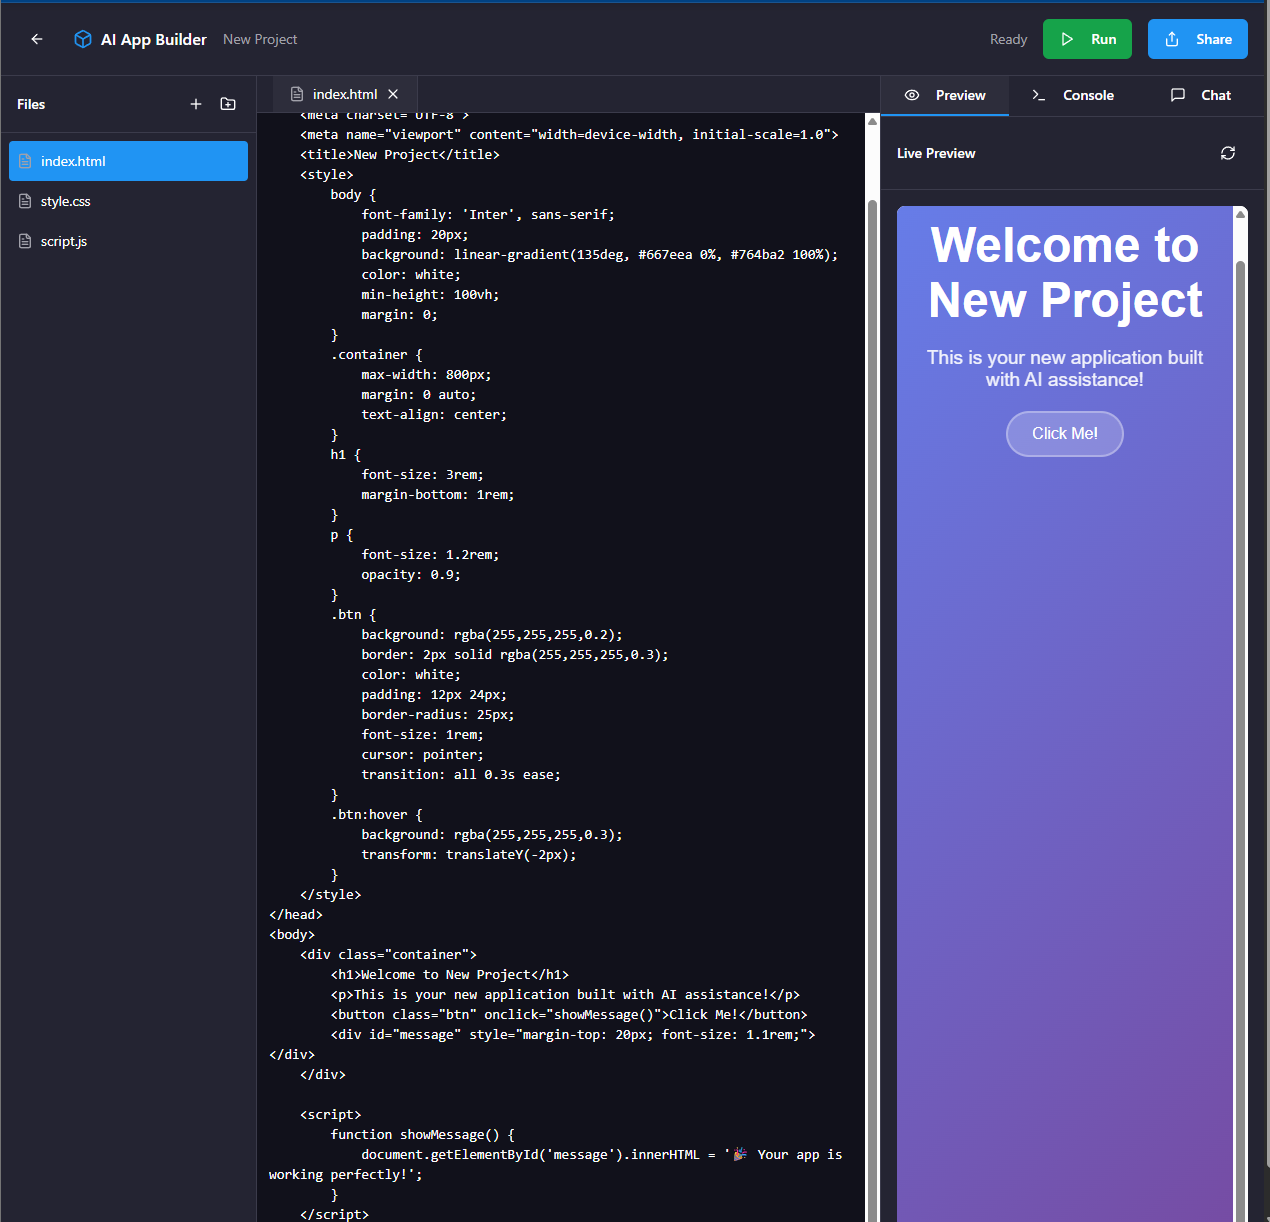 AI App Builder New Project Ready Run Share
Files
index.html
style.css
script.js
index.html
<meta charset="UTF-8">
<meta name="viewport" content="width=device-width, initial-scale=1.0">
<title>New Project</title>
<style>
body {
font-family: 'Inter', sans-serif;
padding: 20px;
background: linear-gradient(135deg, #667eea 0%, #764ba2 100%);
color: white;
min-height: 100vh;
margin: 0;
}
.container {
max-width: 800px;
margin: 0 auto;
text-align: center;
}
h1 {
font-size: 3rem;
margin-bottom: 1rem;
}
p {
font-size: 1.2rem;
opacity: 0.9;
}
.btn {
background: rgba(255,255,255,0.2);
border: 2px solid rgba(255,255,255,0.3);
color: white;
padding: 12px 24px;
border-radius: 25px;
font-size: 1rem;
cursor: pointer;
transition: all 0.3s ease;
}
.btn:hover {
background: rgba(255,255,255,0.3);
transform: translateY(-2px);
}
</style>
</head>
<body>
<div class="container">
<h1>Welcome to New Project</h1>
<p>This is your new application built with AI assistance!</p>
<button class="btn" onclick="showMessage()">Click Me!</button>
<div id="message" style="margin-top: 20px; font-size: 1.1rem;">
</div>
</div>
<script>
function showMessage() {
document.getElementById('message').innerHTML = '🎉 Your app is
working perfectly!';
}
</script>
Preview Console Chat
Live Preview
Welcome to
New Project
This is your new application built
with AI assistance!
Click Me!